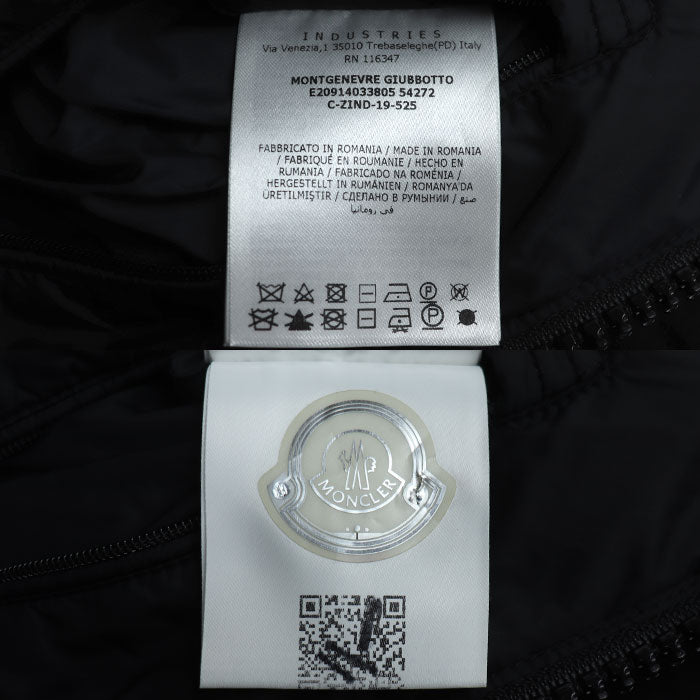 INDUSTRIES
Via Venezia,1 35010 Trebaseleghe(PD) Italy
RN 116347
MONTGENEVRE GIUBBOTTO
E20914033805 54272
C-ZIND-19-525
FABBRICATO IN ROMANIA / MADE IN ROMANIA
/ FABRIQUÉ EN ROUMANIE / HECHO EN
RUMANIA / FABRICADO NA ROMÉNIA /
HERGESTELLT IN RUMÄNIEN / ROMANYA'DA
ÜRETILMIŞTIR / СДЕЛАНО В РУМЫНИИ / صنع
في رومانيا
MONCLER